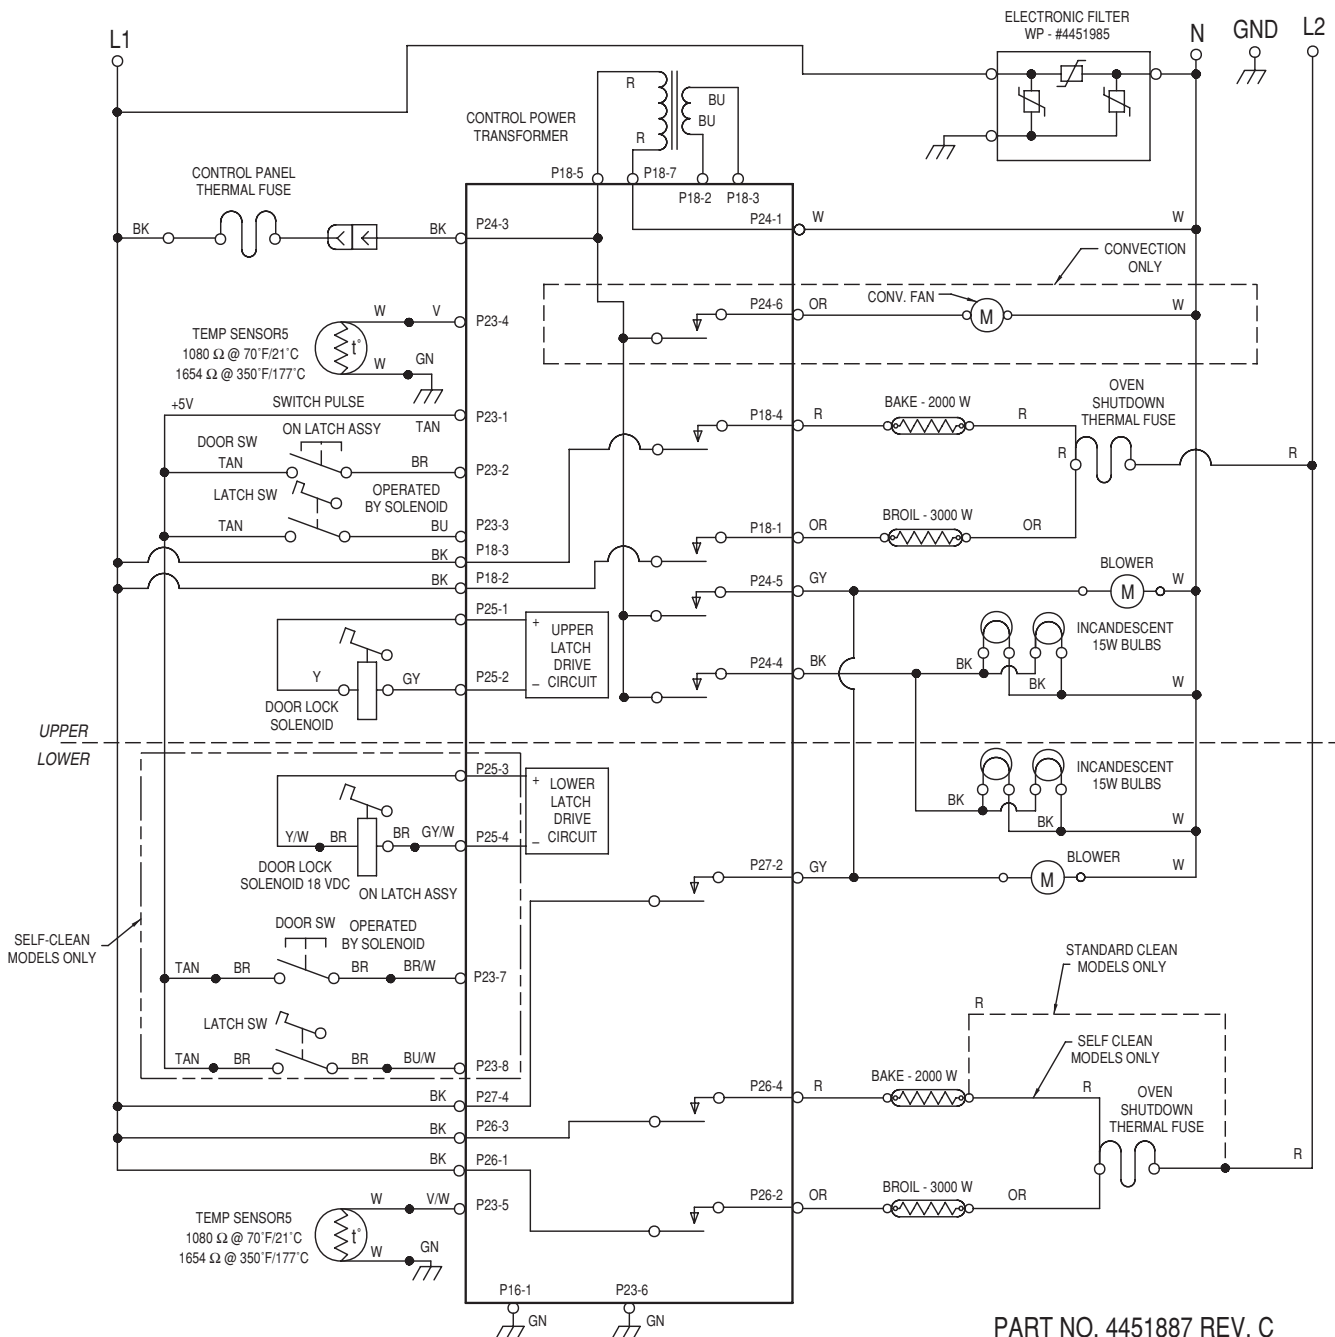 ELECTRONIC FILTER
WP - #4451985
L1
N
GND
L2
CONTROL POWER
TRANSFORMER
R
R
BU
BU
P18-5
P18-7
P18-2
P18-3
CONTROL PANEL
THERMAL FUSE
BK
BK
P24-3
P24-1
W
W
CONVECTION
ONLY
CONV. FAN
P24-6
OR
M
W
TEMP SENSOR5
1080 Ω @ 70˚F/21˚C
1654 Ω @ 350˚F/177˚C
t°
W
V
P23-4
W
GN
+5V
SWITCH PULSE
P23-1
TAN
DOOR SW
ON LATCH ASSY
TAN
BR
P23-2
LATCH SW
OPERATED
BY SOLENOID
TAN
BU
P23-3
BK
P18-3
BK
P18-2
P18-4
R
BAKE - 2000 W
R
OVEN
SHUTDOWN
THERMAL FUSE
R
R
P18-1
OR
BROIL - 3000 W
OR
P24-5
GY
BLOWER
M
W
P25-1
+
UPPER
LATCH
DRIVE
CIRCUIT
–
Y
GY
P25-2
DOOR LOCK
SOLENOID
P24-4
BK
BK
BK
INCANDESCENT
15W BULBS
W
UPPER
LOWER
P25-3
+
LOWER
LATCH
DRIVE
CIRCUIT
–
Y/W
BR
BR
GY/W
P25-4
DOOR LOCK
SOLENOID 18 VDC
ON LATCH ASSY
INCANDESCENT
15W BULBS
BK
BK
W
P27-2
GY
BLOWER
M
W
SELF-CLEAN
MODELS ONLY
DOOR SW
OPERATED
BY SOLENOID
TAN
BR
BR
BR/W
P23-7
LATCH SW
TAN
BR
BR
BU/W
P23-8
BK
P27-4
BK
P26-3
BK
P26-1
STANDARD CLEAN
MODELS ONLY
R
SELF CLEAN
MODELS ONLY
P26-4
R
BAKE - 2000 W
R
OVEN
SHUTDOWN
THERMAL FUSE
R
P26-2
OR
BROIL - 3000 W
OR
TEMP SENSOR5
1080 Ω @ 70˚F/21˚C
1654 Ω @ 350˚F/177˚C
t°
W
V/W
P23-5
W
GN
P16-1
GN
P23-6
GN
PART NO. 4451887 REV. C